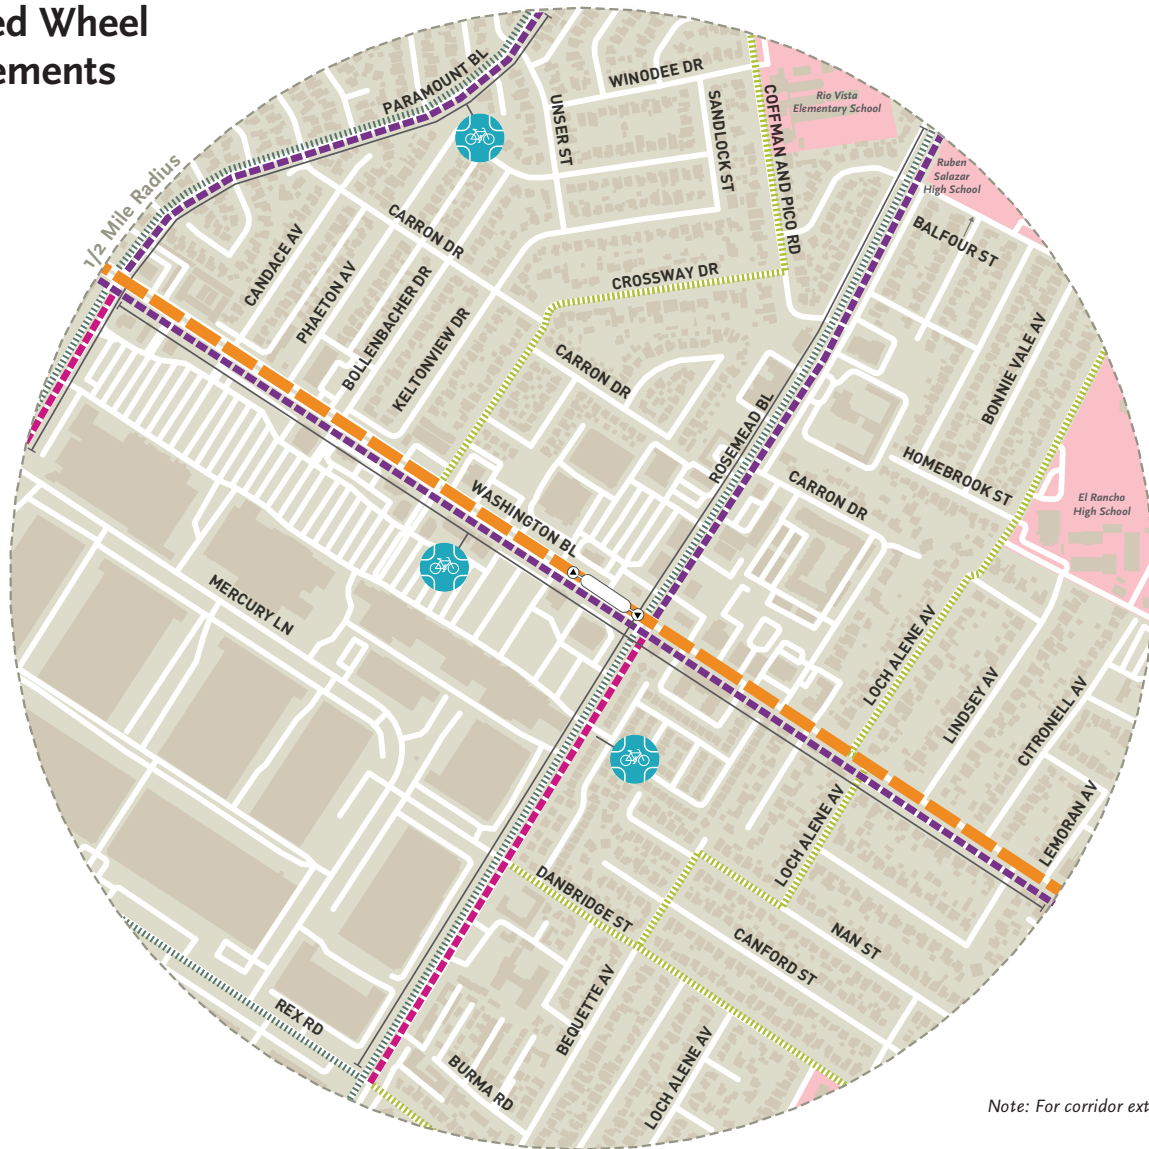 ed Wheel
ements
1/2 Mile Radius
PARAMOUNT BL
WINODEE DR
UNSER ST
SANDLOCK ST
COFFMAN AND PICO RD
Rio Vista
Elementary School
Ruben
Salazar
High School
BALFOUR ST
CANDACE AV
CARRON DR
PHAETON AV
BOLLENBACHER DR
KELTONVIEW DR
CROSSWAY DR
CARRON DR
BONNIE VALE AV
ROSEMEAD BL
HOMEBROOK ST
CARRON DR
El Rancho
High School
WASHINGTON BL
MERCURY LN
LOCH ALENE AV
LINDSEY AV
CITRONELL AV
LEMORAN AV
LOCH ALENE AV
DANBRIDGE ST
NAN ST
CANFORD ST
BEQUETTE AV
REX RD
BURMA RD
LOCH ALENE AV
Note: For corridor ext